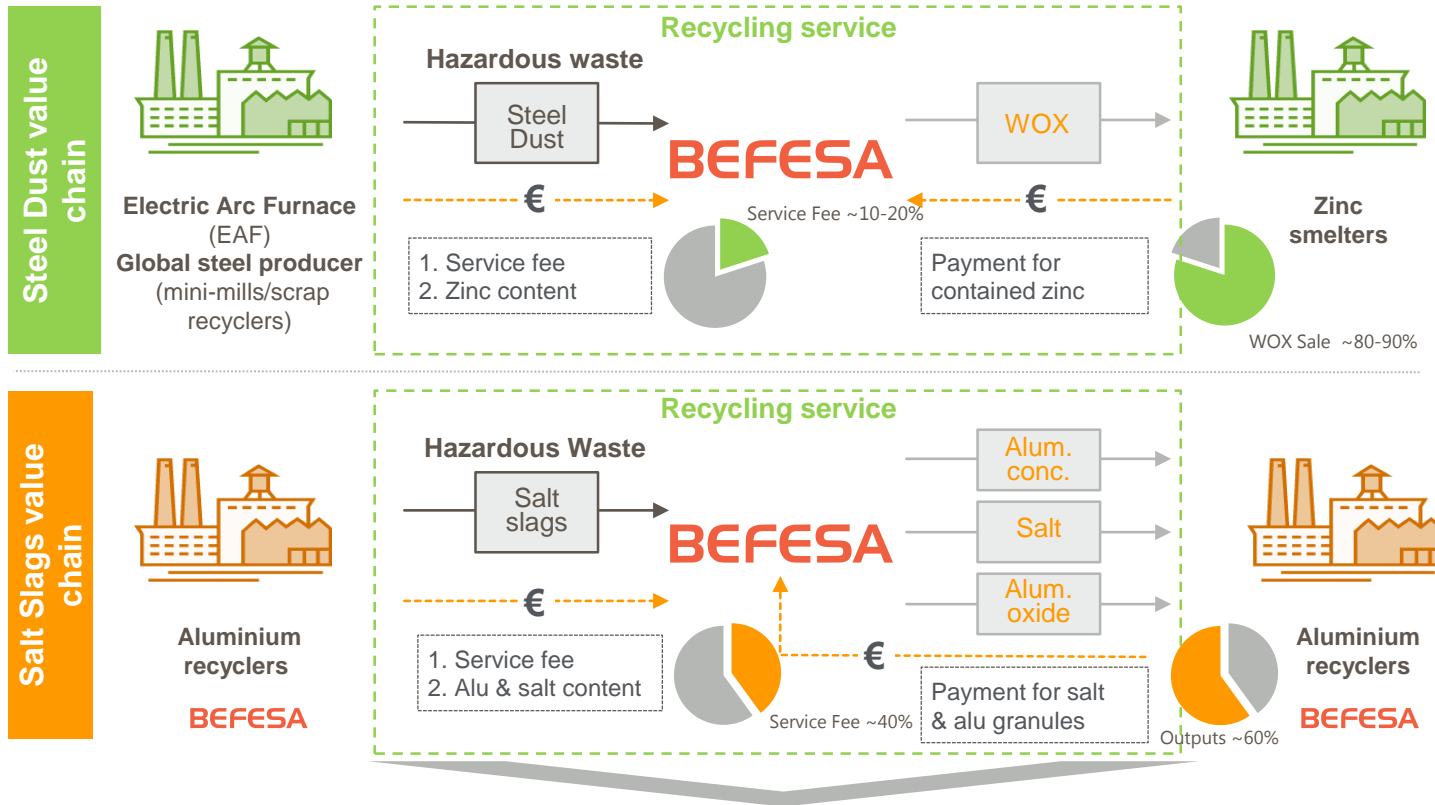 Steel Dust value
chain
Recycling service
Hazardous waste
Steel
Dust
BEFESA
WOX
€
€
Service Fee ~10-20%
Electric Arc Furnace
(EAF)
Global steel producer
(mini-mills/scrap
recyclers)
1. Service fee
2. Zinc content
Payment for
contained zinc
Zinc
smelters
WOX Sale ~80-90%
Salt Slags value
chain
Recycling service
Hazardous Waste
Salt
slags
BEFESA
Alum.
conc.
Salt
Alum.
oxide
€
€
Aluminium
recyclers
BEFESA
1. Service fee
2. Alu & salt content
Service Fee ~40%
Payment for salt
& alu granules
Outputs ~60%
Aluminium
recyclers
BEFESA